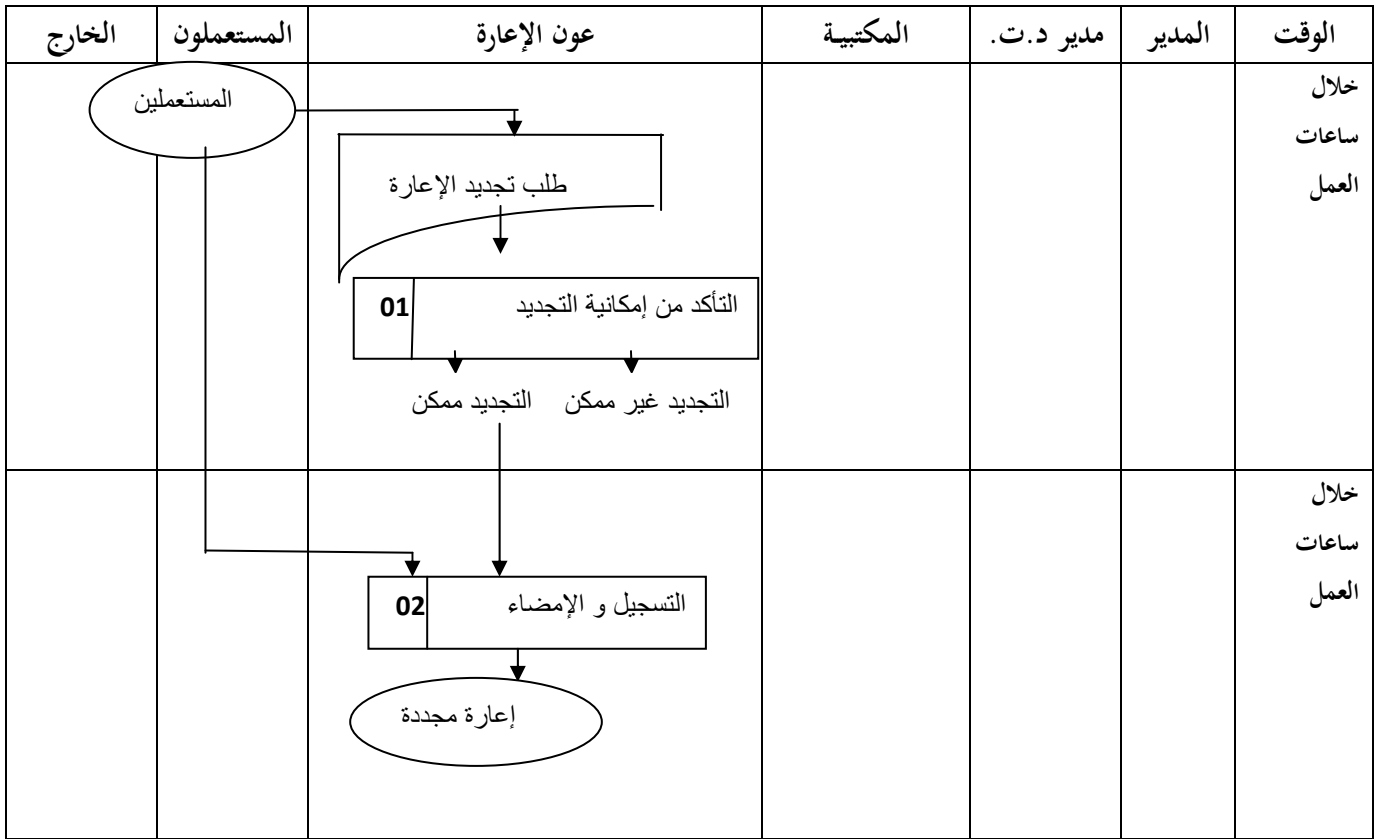 الوقت
المدير
مدير د.ت.
المكتبية
عون الإعارة
المستعملون
الخارج
خلال
ساعات
العمل
المستعملين
طلب تجديد الإعارة
التأكد من إمكانية التجديد
01
التجديد غير ممكن
التجديد ممكن
خلال
ساعات
العمل
التسجيل و الإمضاء
02
إعارة مجددة